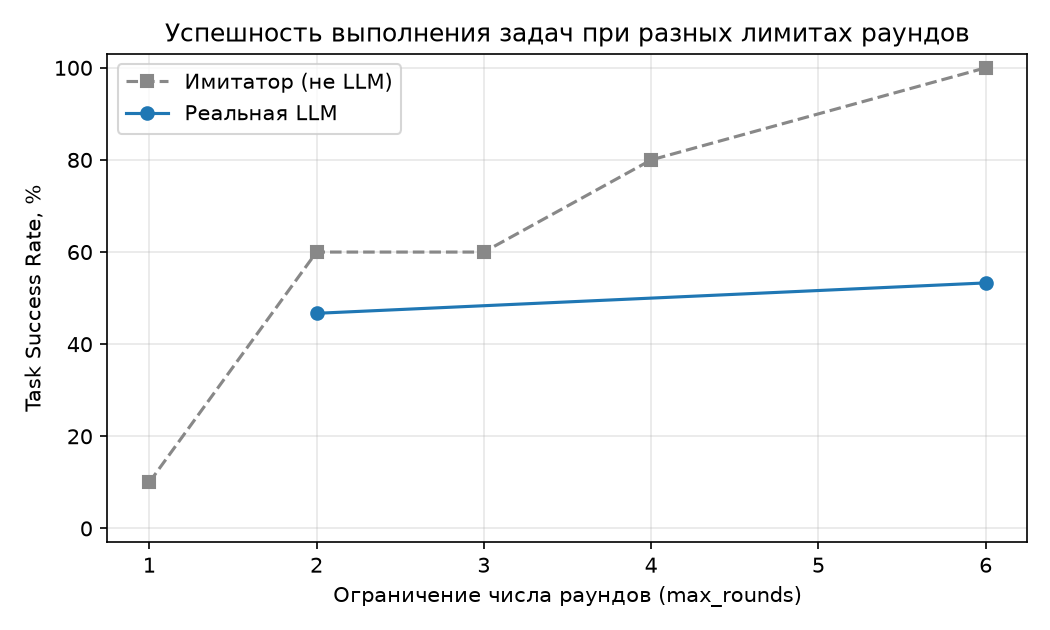 Успешность выполнения задач при разных лимитах раундов
Имитатор (не LLM)
Реальная LLM
Task Success Rate, %
100
80
60
40
20
0
1 2 3 4 5 6
Ограничение числа раундов (max_rounds)